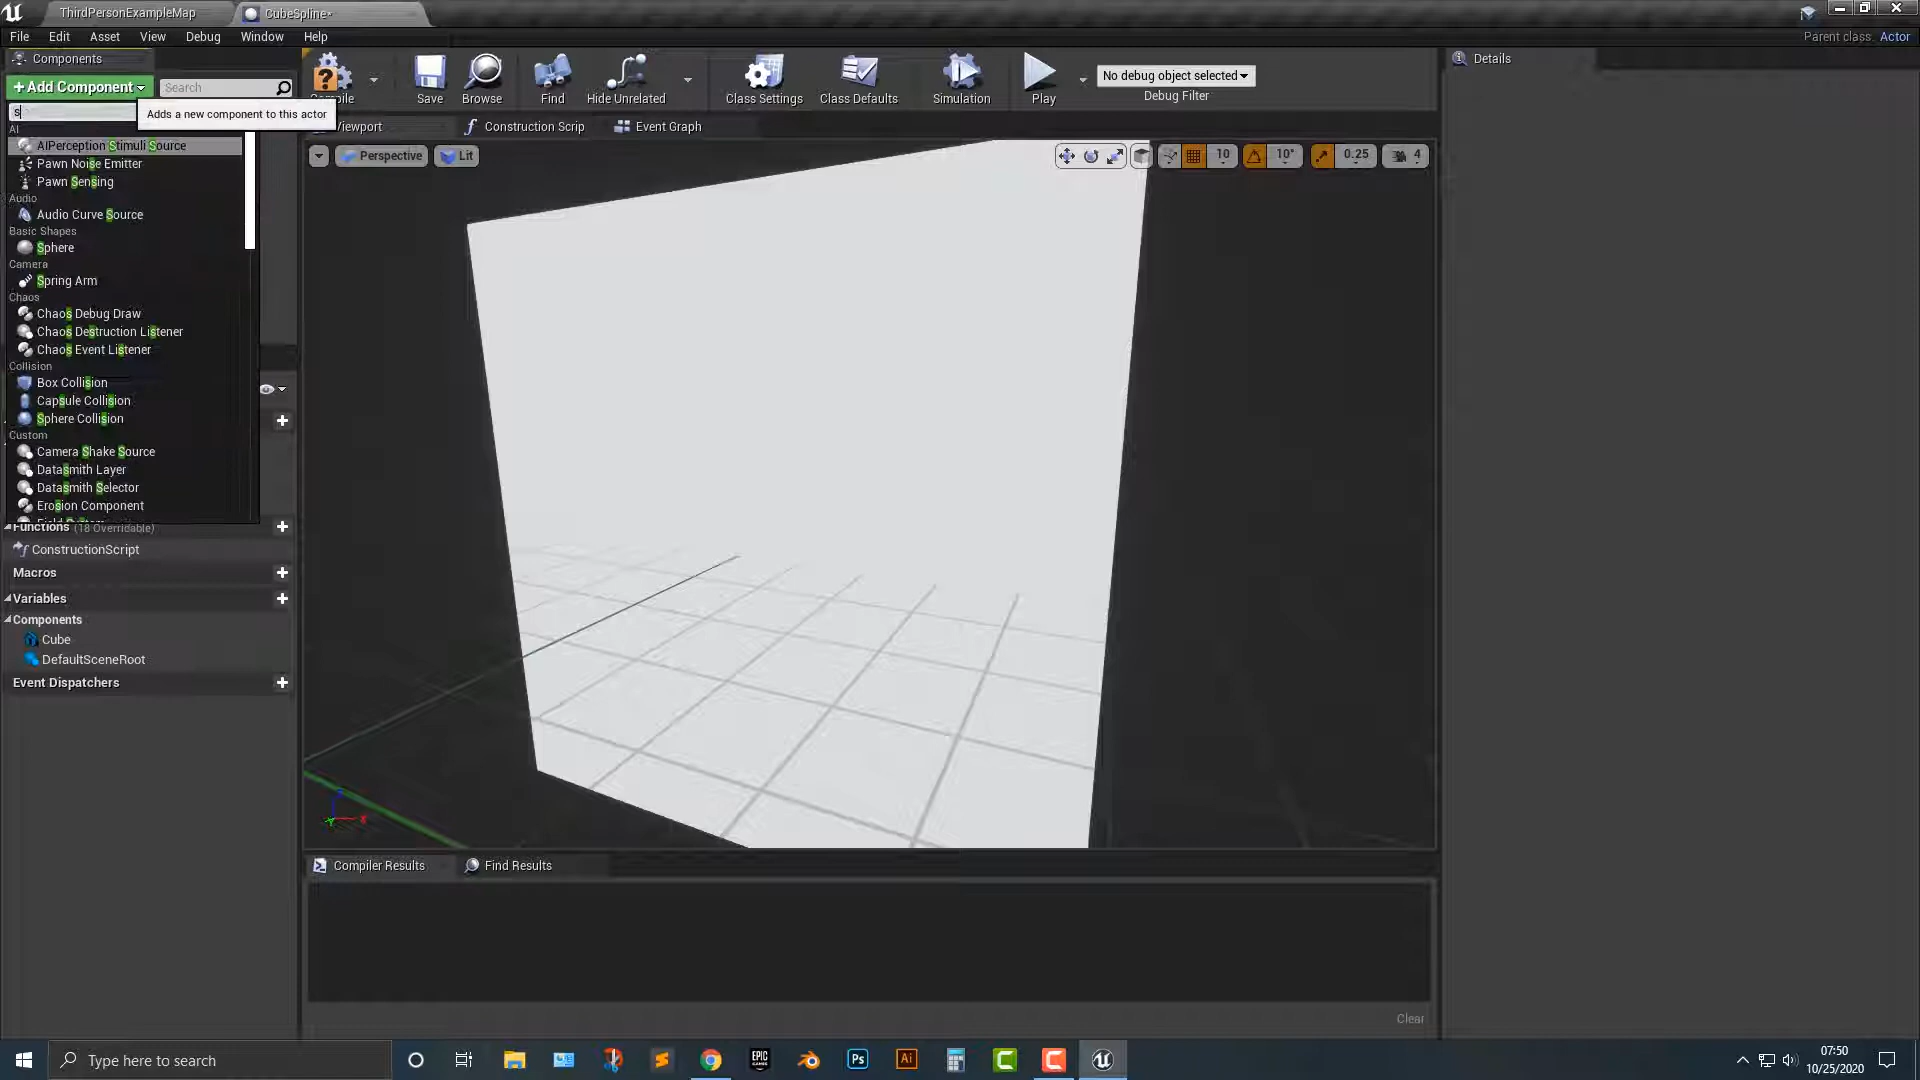 ThirdPersonExampleMap
CubeSpline*
File Edit Asset View Debug Window Help
Parent class: Actor
Components
+Add Component
Search
Save Browse Find Hide Unrelated Class Settings Class Defaults Simulation Play
No debug object selected
Debug Filter
Details
s
Adds a new component to this actor
Construction Scrip
Event Graph
AI
AIPerception Stimuli Source
Pawn Noise Emitter
Pawn Sensing
Audio
Audio Curve Source
Basic Shapes
Sphere
Camera
Spring Arm
Chaos
Chaos Debug Draw
Chaos Destruction Listener
Chaos Event Listener
Collision
Box Collision
Capsule Collision
Sphere Collision
Custom
Camera Shake Source
Datasmith Layer
Datasmith Selector
Erosion Component
Functions (18 Overridable)
ConstructionScript
Macros
Variables
Components
Cube
DefaultSceneRoot
Event Dispatchers
Perspective
Lit
10
10°
0.25
4
X
Compiler Results
Find Results
Clear
Type here to search
EPIC GAMES
Ps
Ai
07:50
10/25/2020